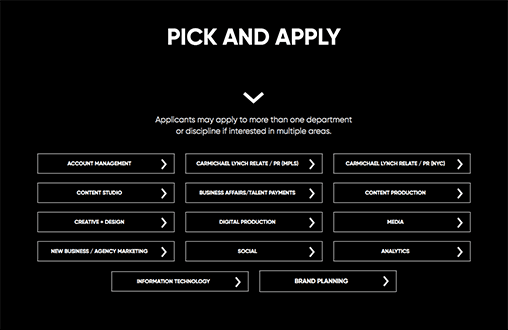 PICK AND APPLY
Applicants may apply to more than one department
or discipline if interested in multiple areas.
ACCOUNT MANAGEMENT
CARMICHAEL LYNCH RELATE / PR (MPLS)
CARMICHAEL LYNCH RELATE / PR (NYC)
CONTENT STUDIO
BUSINESS AFFAIRS/TALENT PAYMENTS
CONTENT PRODUCTION
CREATIVE + DESIGN
DIGITAL PRODUCTION
MEDIA
NEW BUSINESS / AGENCY MARKETING
SOCIAL
ANALYTICS
INFORMATION TECHNOLOGY
BRAND PLANNING